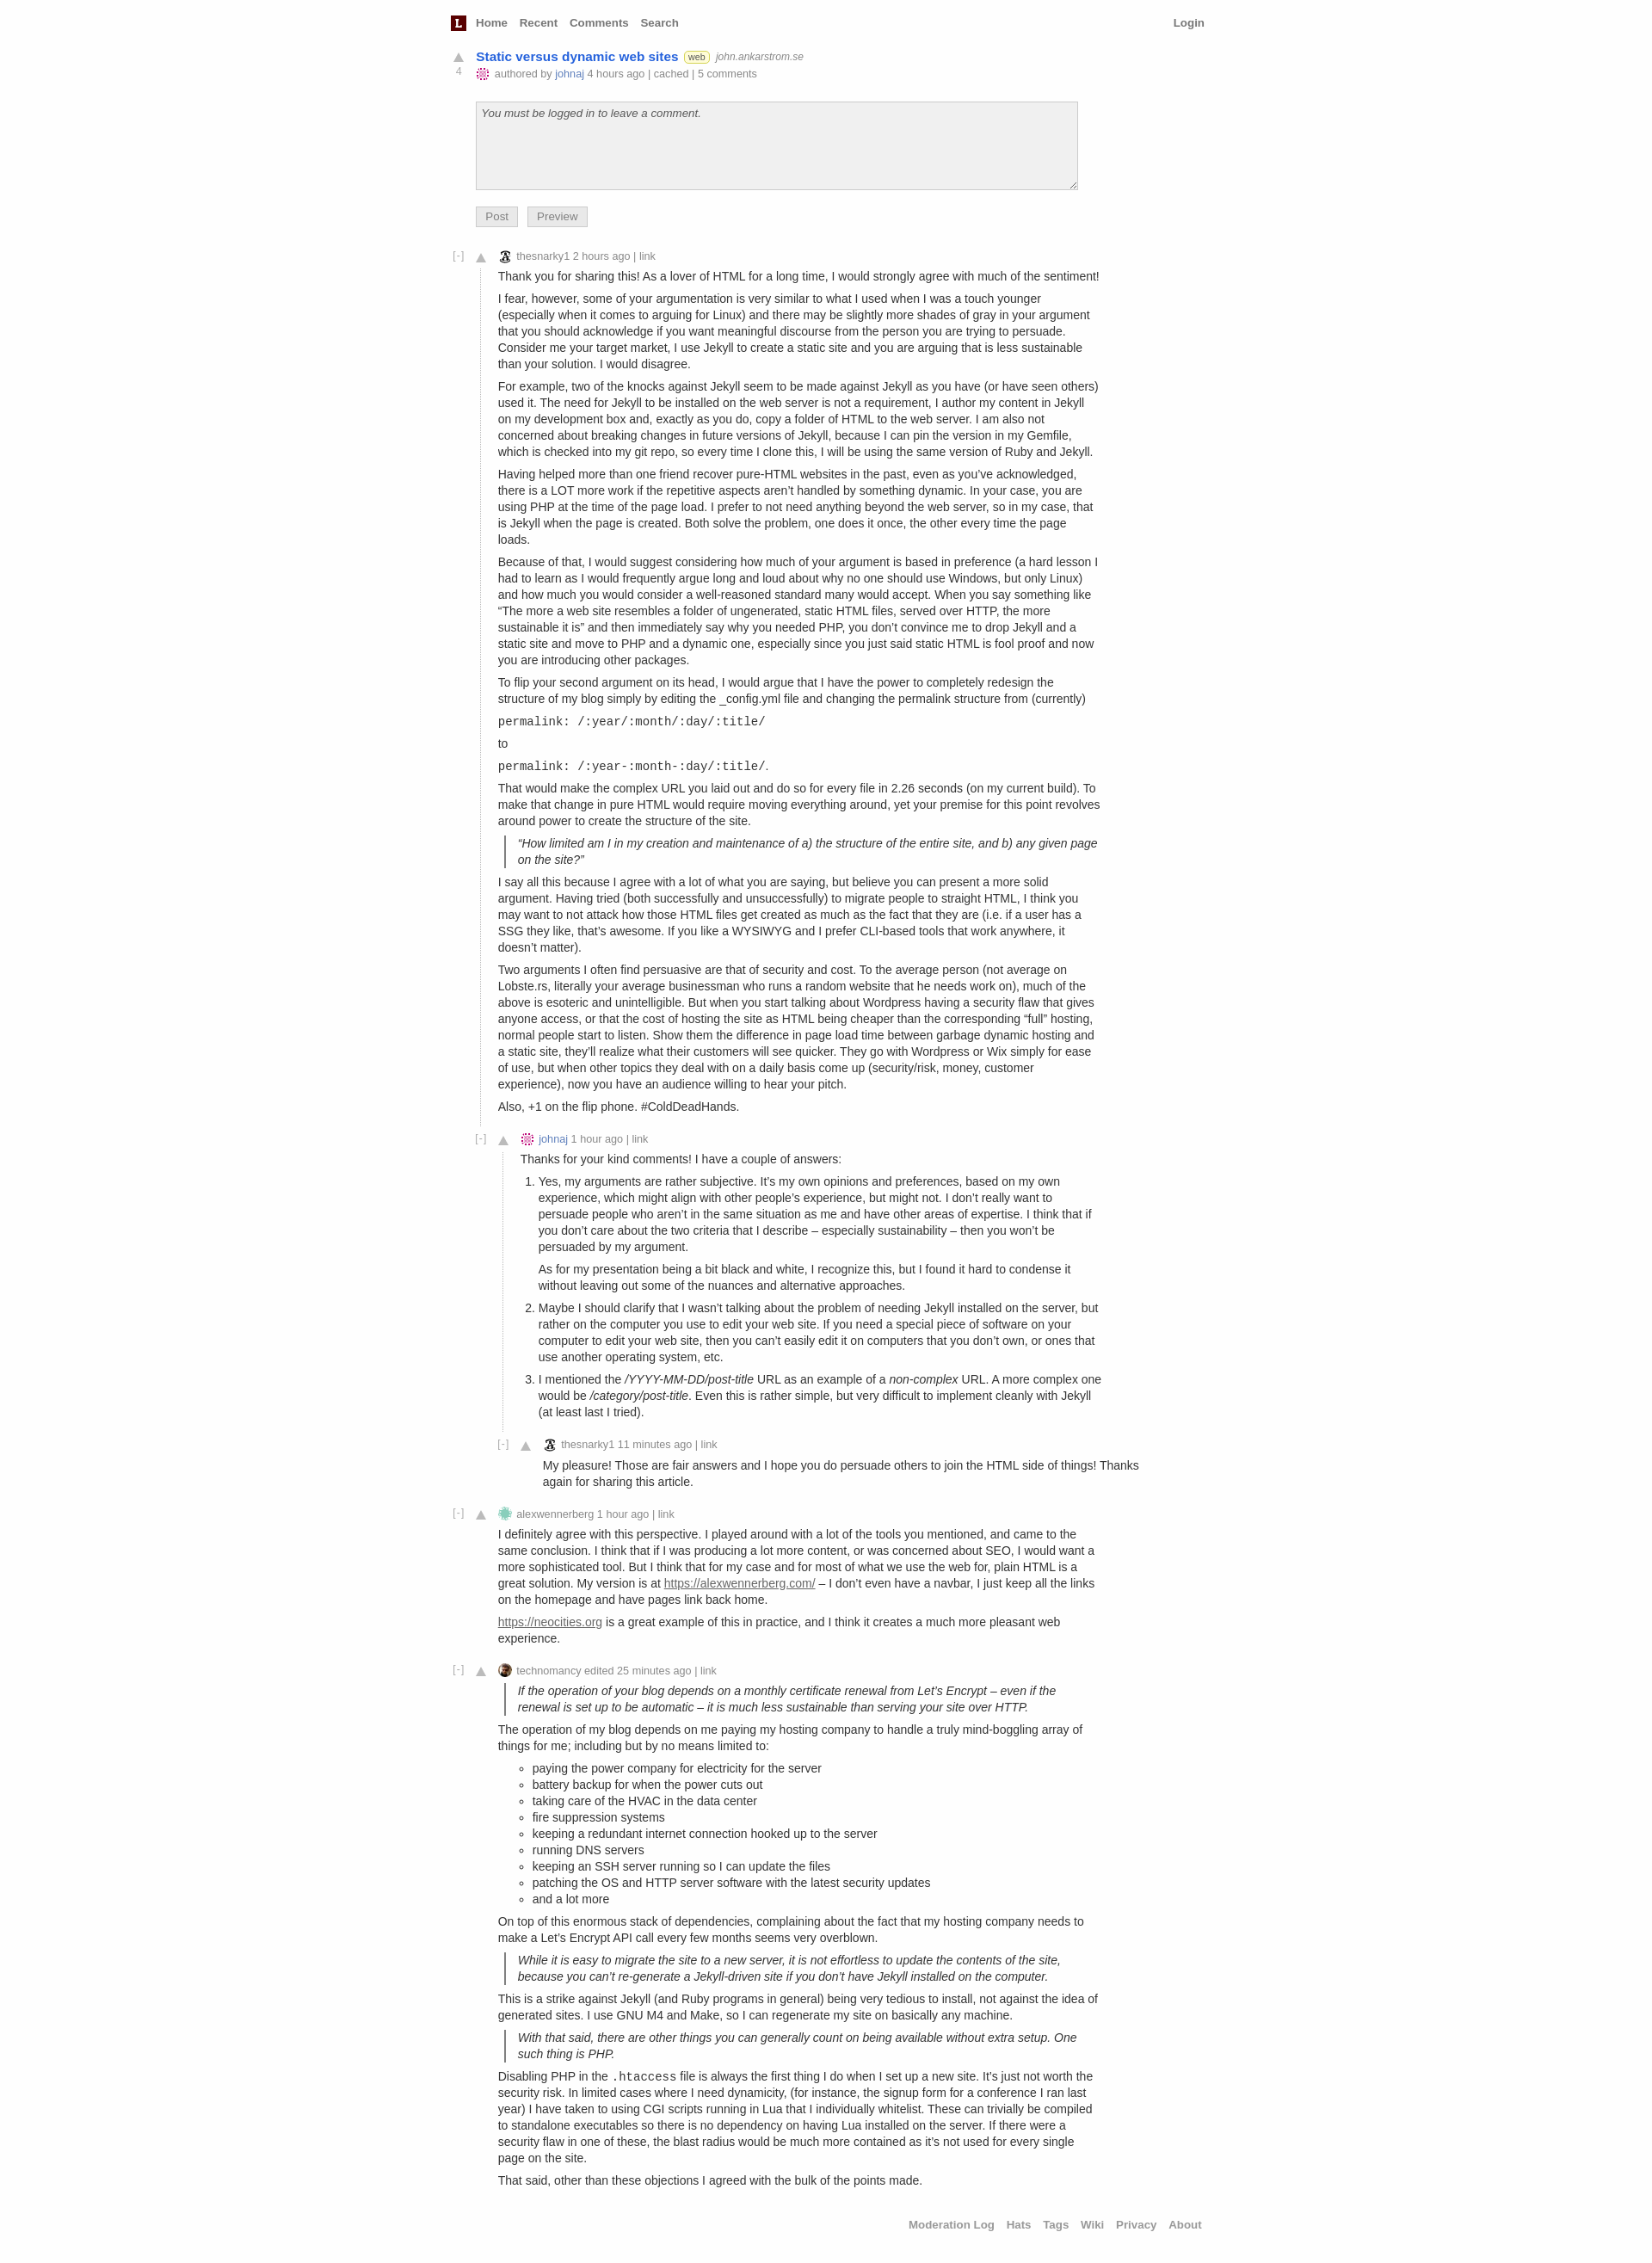 L Home Recent Comments Search Login
Static versus dynamic web sites web john.ankarstrom.se
4 authored by johnaj 4 hours ago | cached | 5 comments
You must be logged in to leave a comment.
Post Preview
[-] thesnarky1 2 hours ago | link
Thank you for sharing this! As a lover of HTML for a long time, I would strongly agree with much of the sentiment!
I fear, however, some of your argumentation is very similar to what I used when I was a touch younger
(especially when it comes to arguing for Linux) and there may be slightly more shades of gray in your argument
that you should acknowledge if you want meaningful discourse from the person you are trying to persuade.
Consider me your target market, I use Jekyll to create a static site and you are arguing that is less sustainable
than your solution. I would disagree.
For example, two of the knocks against Jekyll seem to be made against Jekyll as you have (or have seen others)
used it. The need for Jekyll to be installed on the web server is not a requirement, I author my content in Jekyll
on my development box and, exactly as you do, copy a folder of HTML to the web server. I am also not
concerned about breaking changes in future versions of Jekyll, because I can pin the version in my Gemfile,
which is checked into my git repo, so every time I clone this, I will be using the same version of Ruby and Jekyll.
Having helped more than one friend recover pure-HTML websites in the past, even as you’ve acknowledged,
there is a LOT more work if the repetitive aspects aren’t handled by something dynamic. In your case, you are
using PHP at the time of the page load. I prefer to not need anything beyond the web server, so in my case, that
is Jekyll when the page is created. Both solve the problem, one does it once, the other every time the page
loads.
Because of that, I would suggest considering how much of your argument is based in preference (a hard lesson I
had to learn as I would frequently argue long and loud about why no one should use Windows, but only Linux)
and how much you would consider a well-reasoned standard many would accept. When you say something like
“The more a web site resembles a folder of ungenerated, static HTML files, served over HTTP, the more
sustainable it is” and then immediately say why you needed PHP, you don’t convince me to drop Jekyll and a
static site and move to PHP and a dynamic one, especially since you just said static HTML is fool proof and now
you are introducing other packages.
To flip your second argument on its head, I would argue that I have the power to completely redesign the
structure of my blog simply by editing the _config.yml file and changing the permalink structure from (currently)
permalink: /:year/:month/:day/:title/
to
permalink: /:year-:month-:day/:title/.
That would make the complex URL you laid out and do so for every file in 2.26 seconds (on my current build). To
make that change in pure HTML would require moving everything around, yet your premise for this point revolves
around power to create the structure of the site.
“How limited am I in my creation and maintenance of a) the structure of the entire site, and b) any given page
on the site?”
I say all this because I agree with a lot of what you are saying, but believe you can present a more solid
argument. Having tried (both successfully and unsuccessfully) to migrate people to straight HTML, I think you
may want to not attack how those HTML files get created as much as the fact that they are (i.e. if a user has a
SSG they like, that’s awesome. If you like a WYSIWYG and I prefer CLI-based tools that work anywhere, it
doesn’t matter).
Two arguments I often find persuasive are that of security and cost. To the average person (not average on
Lobste.rs, literally your average businessman who runs a random website that he needs work on), much of the
above is esoteric and unintelligible. But when you start talking about Wordpress having a security flaw that gives
anyone access, or that the cost of hosting the site as HTML being cheaper than the corresponding “full” hosting,
normal people start to listen. Show them the difference in page load time between garbage dynamic hosting and
a static site, they’ll realize what their customers will see quicker. They go with Wordpress or Wix simply for ease
of use, but when other topics they deal with on a daily basis come up (security/risk, money, customer
experience), now you have an audience willing to hear your pitch.
Also, +1 on the flip phone. #ColdDeadHands.
[-] johnaj 1 hour ago | link
Thanks for your kind comments! I have a couple of answers:
1. Yes, my arguments are rather subjective. It’s my own opinions and preferences, based on my own
experience, which might align with other people’s experience, but might not. I don’t really want to
persuade people who aren’t in the same situation as me and have other areas of expertise. I think that if
you don’t care about the two criteria that I describe – especially sustainability – then you won’t be
persuaded by my argument.
As for my presentation being a bit black and white, I recognize this, but I found it hard to condense it
without leaving out some of the nuances and alternative approaches.
2. Maybe I should clarify that I wasn’t talking about the problem of needing Jekyll installed on the server, but
rather on the computer you use to edit your web site. If you need a special piece of software on your
computer to edit your web site, then you can’t easily edit it on computers that you don’t own, or ones that
use another operating system, etc.
3. I mentioned the /YYYY-MM-DD/post-title URL as an example of a non-complex URL. A more complex one
would be /category/post-title. Even this is rather simple, but very difficult to implement cleanly with Jekyll
(at least last I tried).
[-] thesnarky1 11 minutes ago | link
My pleasure! Those are fair answers and I hope you do persuade others to join the HTML side of things! Thanks
again for sharing this article.
[-] alexwennerberg 1 hour ago | link
I definitely agree with this perspective. I played around with a lot of the tools you mentioned, and came to the
same conclusion. I think that if I was producing a lot more content, or was concerned about SEO, I would want a
more sophisticated tool. But I think that for my case and for most of what we use the web for, plain HTML is a
great solution. My version is at https://alexwennerberg.com/ – I don’t even have a navbar, I just keep all the links
on the homepage and have pages link back home.
https://neocities.org is a great example of this in practice, and I think it creates a much more pleasant web
experience.
[-] technomancy edited 25 minutes ago | link
If the operation of your blog depends on a monthly certificate renewal from Let’s Encrypt – even if the
renewal is set up to be automatic – it is much less sustainable than serving your site over HTTP.
The operation of my blog depends on me paying my hosting company to handle a truly mind-boggling array of
things for me; including but by no means limited to:
paying the power company for electricity for the server
battery backup for when the power cuts out
taking care of the HVAC in the data center
fire suppression systems
keeping a redundant internet connection hooked up to the server
running DNS servers
keeping an SSH server running so I can update the files
patching the OS and HTTP server software with the latest security updates
and a lot more
On top of this enormous stack of dependencies, complaining about the fact that my hosting company needs to
make a Let’s Encrypt API call every few months seems very overblown.
While it is easy to migrate the site to a new server, it is not effortless to update the contents of the site,
because you can’t re-generate a Jekyll-driven site if you don’t have Jekyll installed on the computer.
This is a strike against Jekyll (and Ruby programs in general) being very tedious to install, not against the idea of
generated sites. I use GNU M4 and Make, so I can regenerate my site on basically any machine.
With that said, there are other things you can generally count on being available without extra setup. One
such thing is PHP.
Disabling PHP in the .htaccess file is always the first thing I do when I set up a new site. It’s just not worth the
security risk. In limited cases where I need dynamicity, (for instance, the signup form for a conference I ran last
year) I have taken to using CGI scripts running in Lua that I individually whitelist. These can trivially be compiled
to standalone executables so there is no dependency on having Lua installed on the server. If there were a
security flaw in one of these, the blast radius would be much more contained as it’s not used for every single
page on the site.
That said, other than these objections I agreed with the bulk of the points made.
Moderation Log Hats Tags Wiki Privacy About